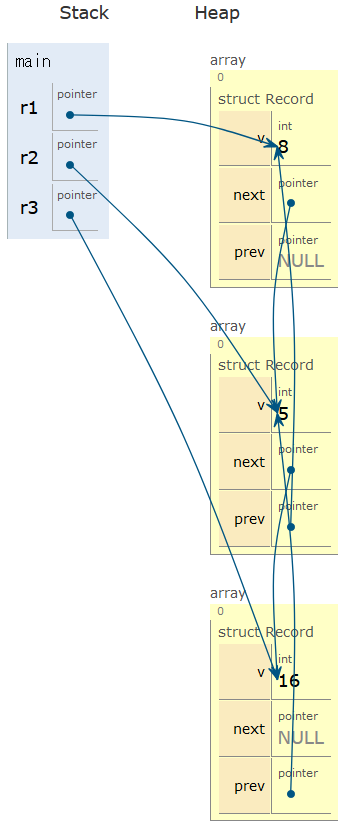 Stack Heap
main
r1 pointer
r2 pointer
r3 pointer
array
0
struct Record
v int 8
next pointer
prev pointer NULL
array
0
struct Record
v int 5
next pointer
prev pointer
array
0
struct Record
v int 16
next pointer NULL
prev pointer